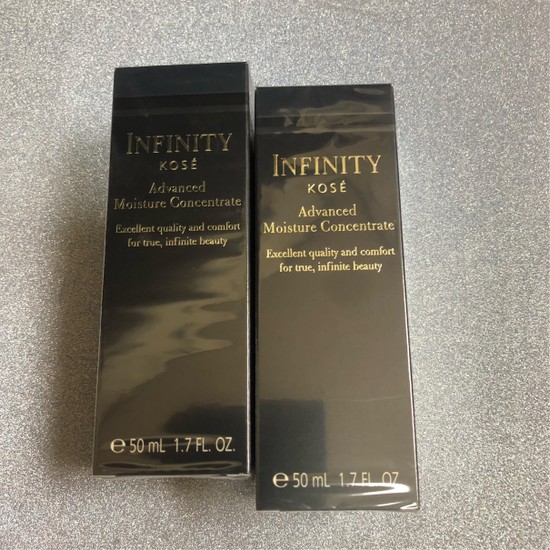 INFINITY
KOSÉ
Advanced
Moisture Concentrate
Excellent quality and comfort
for true, infinite beauty
e 50 mL 1.7 FL. OZ.
INFINITY
KOSÉ
Advanced
Moisture Concentrate
Excellent quality and comfort
for true, infinite beauty
e 50 mL 1.7 FL. OZ